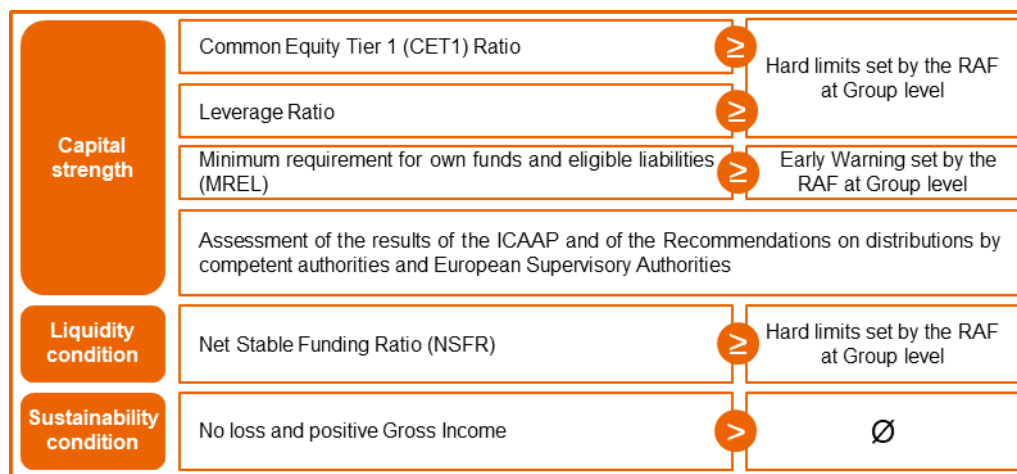 Capital
strength
Common Equity Tier 1 (CET1) Ratio
≥
Hard limits set by the RAF
at Group level
Leverage Ratio
≥
Minimum requirement for own funds and eligible liabilities
(MREL)
≥
Early Warning set by the
RAF at Group level
Assessment of the results of the ICAAP and of the Recommendations on distributions by
competent authorities and European Supervisory Authorities
Liquidity
condition
Net Stable Funding Ratio (NSFR)
≥
Hard limits set by the RAF
at Group level
Sustainability
condition
No loss and positive Gross Income
>
Ø